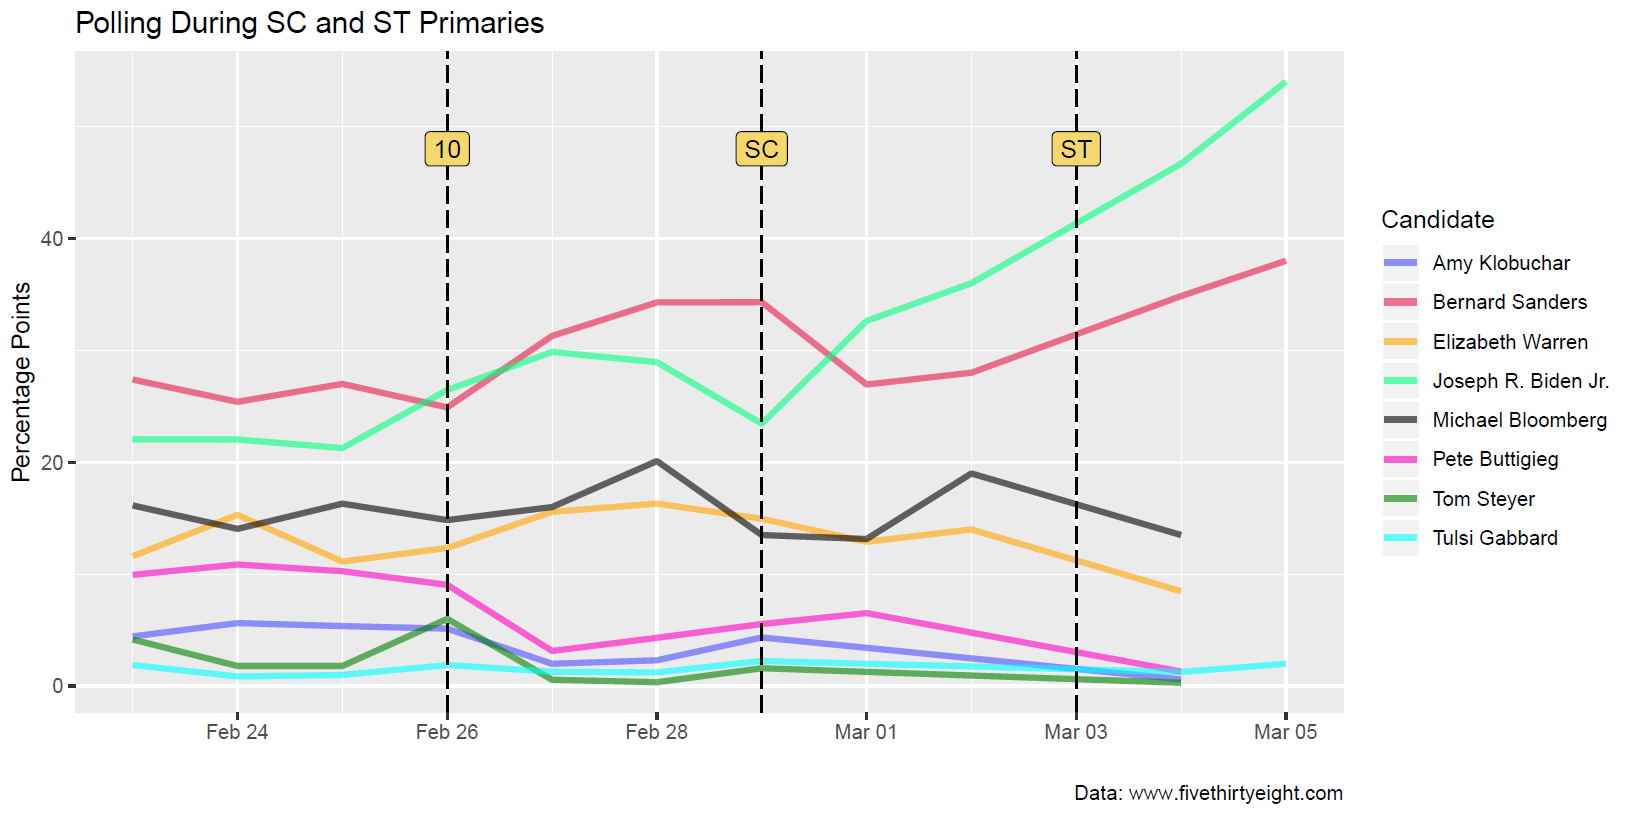 Polling During SC and ST Primaries
Percentage Points
40
20
0
10
SC
ST
Feb 24
Feb 26
Feb 28
Mar 01
Mar 03
Mar 05
Candidate
Amy Klobuchar
Bernard Sanders
Elizabeth Warren
Joseph R. Biden Jr.
Michael Bloomberg
Pete Buttigieg
Tom Steyer
Tulsi Gabbard
Data: www.fivethirtyeight.com